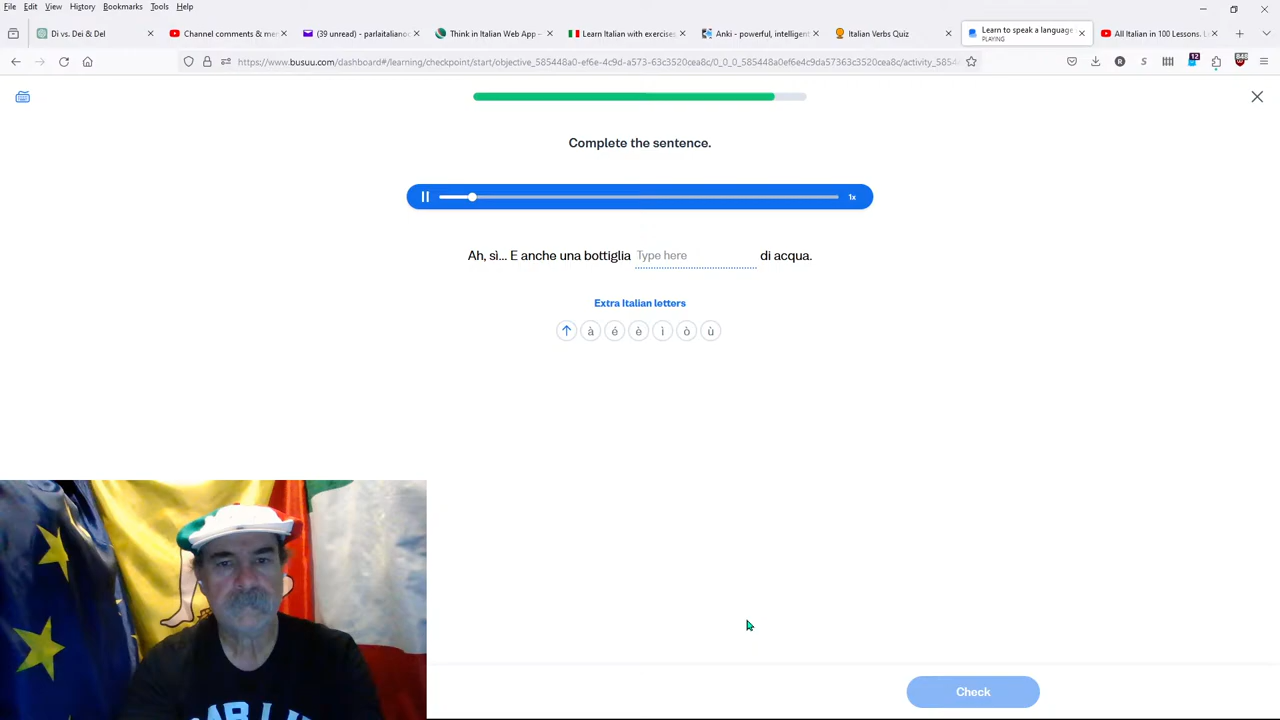 File Edit View History Bookmarks Tools Help
Di vs. Dei & Del
Channel comments & me
(39 unread) - parlaitaliano
Think in Italian Web App –
Learn Italian with exercises
Anki - powerful, intelligent
Italian Verbs Quiz
Learn to speak a language
PLAYING
All Italian in 100 Lessons. L
https://www.busuu.com/dashboard#/learning/checkpoint/start/objective_585448a0-ef6e-4c9d-a573-63c3520cea8c/0_0_0_585448a0ef6e4c9da57363c3520cea8c/activity_5854
12
Complete the sentence.
1x
Ah, sì... E anche una bottiglia Type here di acqua.
Extra Italian letters
à é è ì ò ù
Check